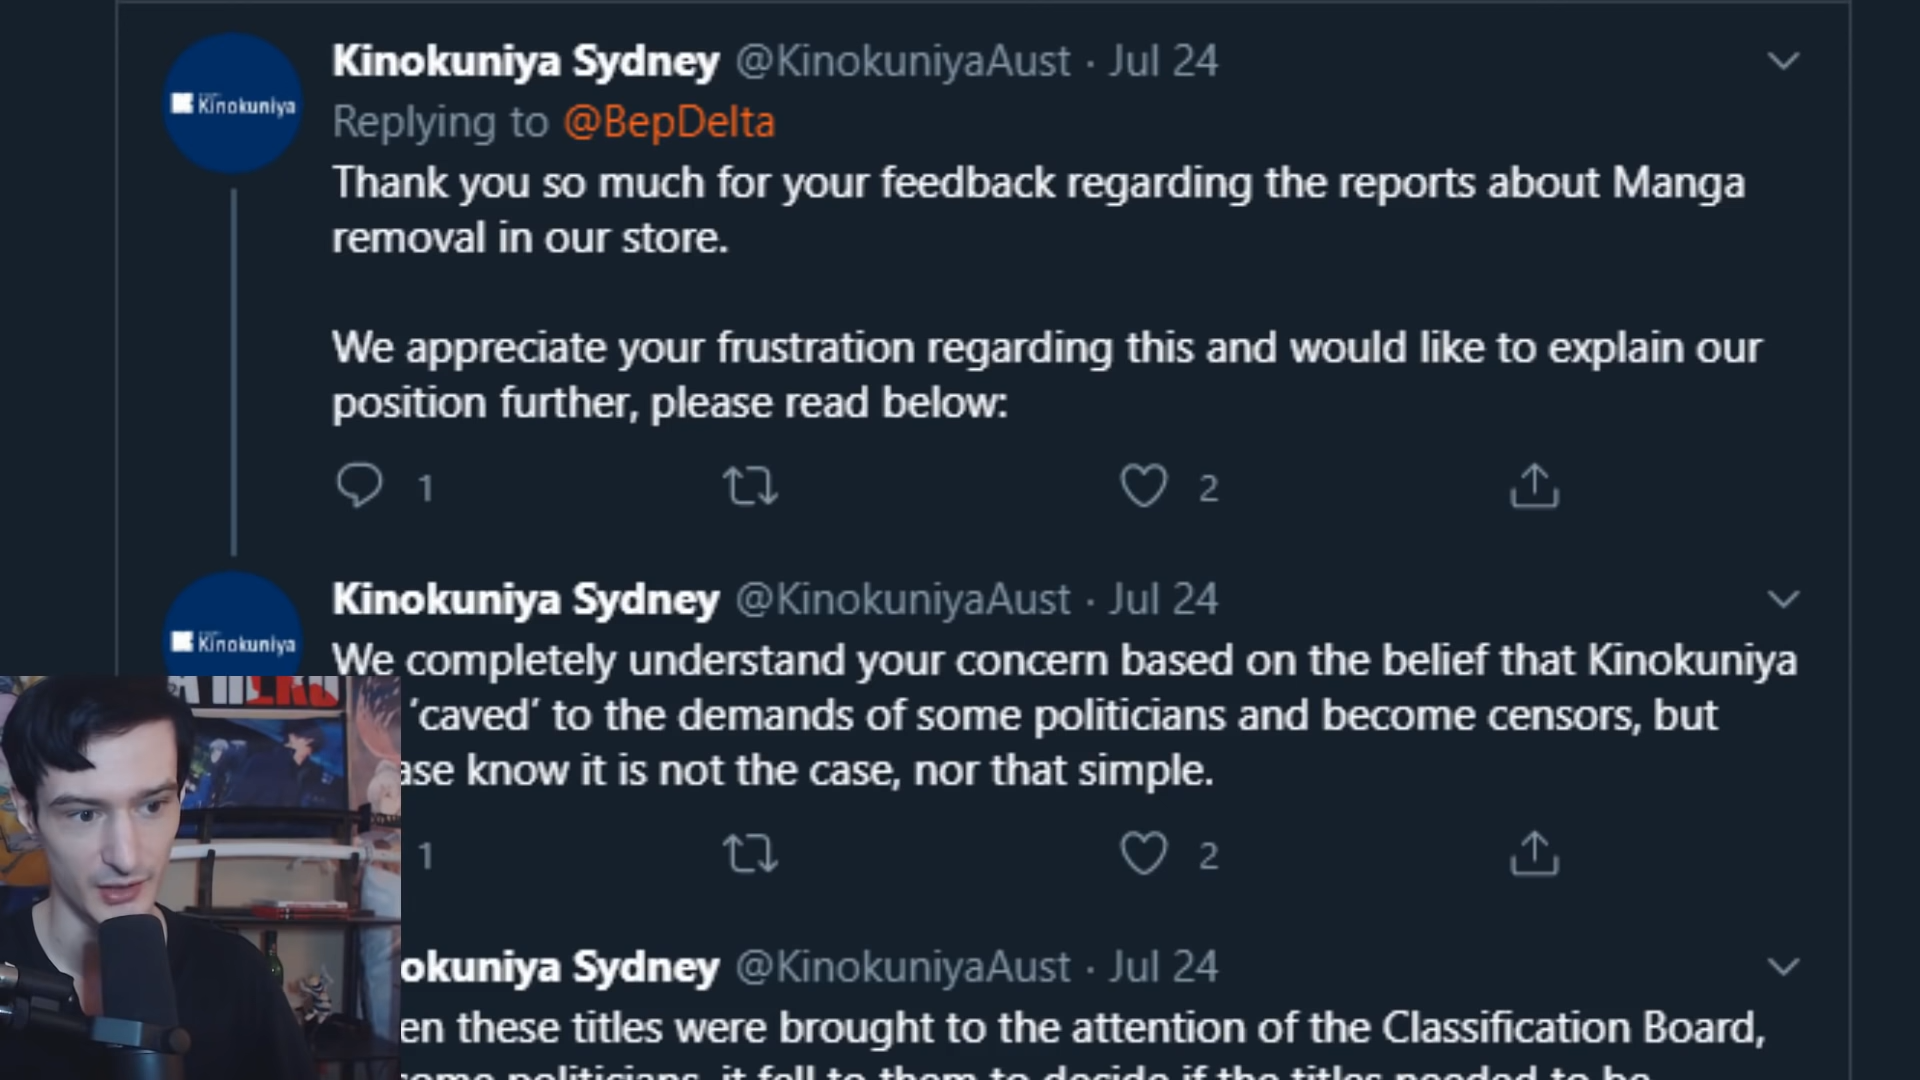 Kinokuniya Sydney @KinokuniyaAust · Jul 24
Kinokuniya
Replying to @BepDelta
Thank you so much for your feedback regarding the reports about Manga
removal in our store.
We appreciate your frustration regarding this and would like to explain our
position further, please read below:
1 2
Kinokuniya Sydney @KinokuniyaAust · Jul 24
Kinokuniya
We completely understand your concern based on the belief that Kinokuniya
‘caved’ to the demands of some politicians and become censors, but
ase know it is not the case, nor that simple.
1 2
okuniya Sydney @KinokuniyaAust · Jul 24
en these titles were brought to the attention of the Classification Board,
some politicians, it fell to them to decide if the titles needed to be